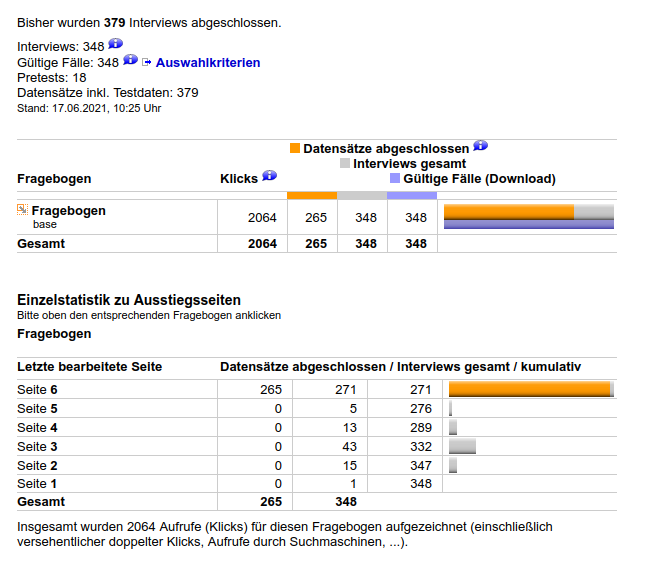 Bisher wurden 379 Interviews abgeschlossen.
Interviews: 348
Gültige Fälle: 348 Auswahlkriterien
Pretests: 18
Datensätze inkl. Testdaten: 379
Stand: 17.06.2021, 10:25 Uhr
Datensätze abgeschlossen
Interviews gesamt
Fragebogen Klicks Gültige Fälle (Download)
Fragebogen 2064 265 348 348
base
Gesamt 2064 265 348 348
Einzelstatistik zu Ausstiegsseiten
Bitte oben den entsprechenden Fragebogen anklicken
Fragebogen
Letzte bearbeitete Seite Datensätze abgeschlossen / Interviews gesamt / kumulativ
Seite 6 265 271 271
Seite 5 0 5 276
Seite 4 0 13 289
Seite 3 0 43 332
Seite 2 0 15 347
Seite 1 0 1 348
Gesamt 265 348
Insgesamt wurden 2064 Aufrufe (Klicks) für diesen Fragebogen aufgezeichnet (einschließlich
versehentlicher doppelter Klicks, Aufrufe durch Suchmaschinen, ...).